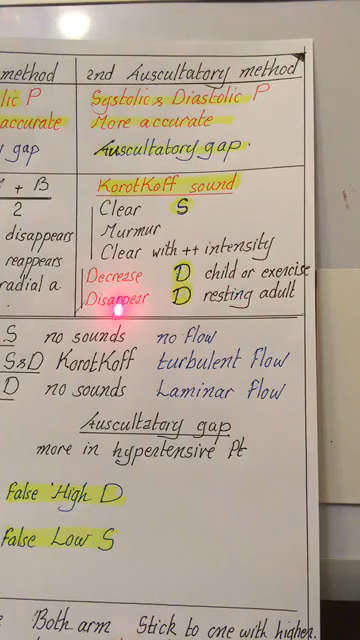 method 2nd Auscultatory method
lic P Systolic & Diastolic P
accurate More accurate
gap Auscultatory gap.
+ B KorotKoff sound
2 Clear S
disappears Murmur
reappears Clear with ++ intensity
radial a Decrease D child or exercise
Disappear D resting adult
S no sounds no flow
S&D KorotKoff turbulent flow
D no sounds Laminar flow
Auscultatory gap
more in hypertensive Pt
False High D
False Low S
Both arm Stick to one with higher